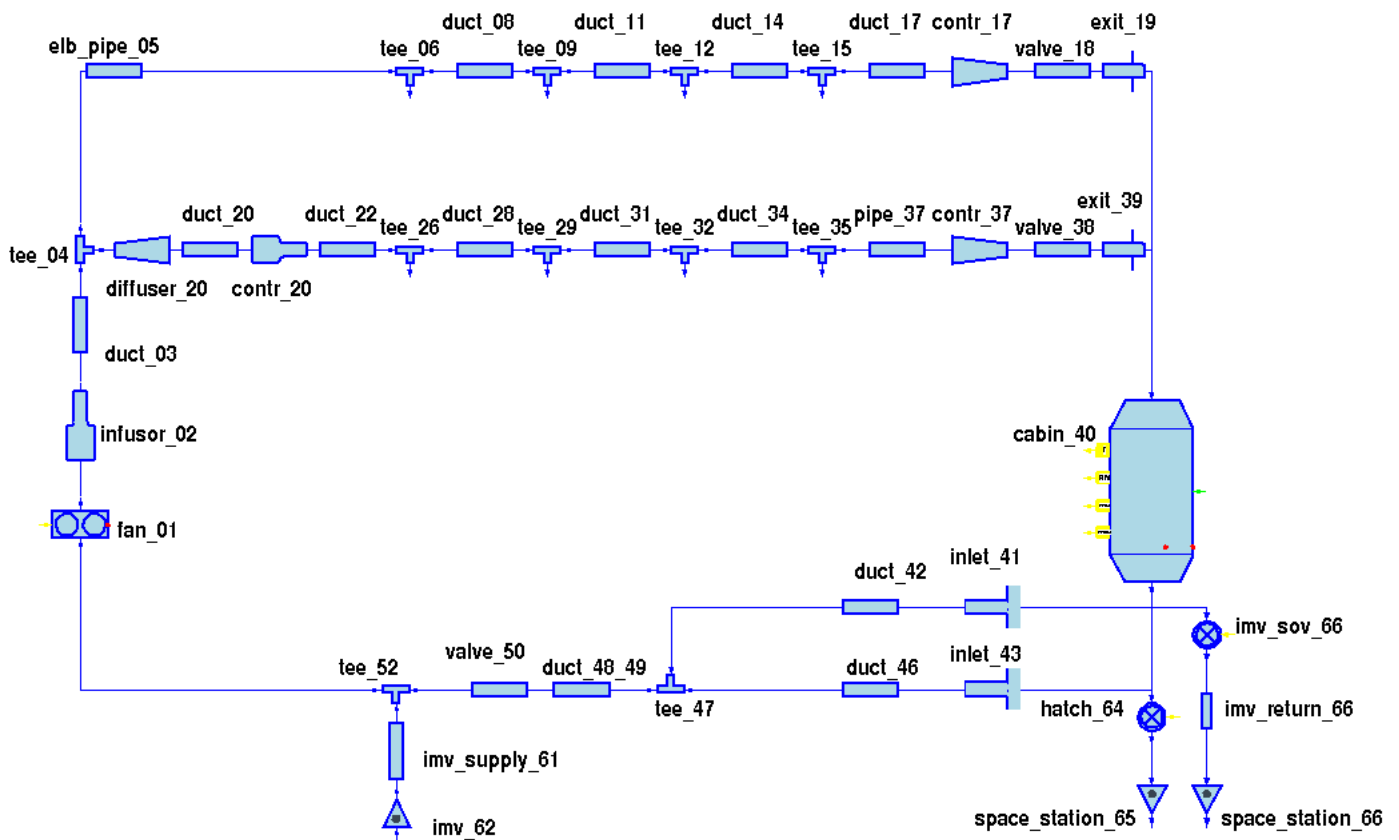 duct_08
duct_11
duct_14
duct_17
contr_17
exit_19
elb_pipe_05
tee_06
tee_09
tee_12
tee_15
valve_18
duct_20
duct_22
tee_26
duct_28
tee_29
duct_31
tee_32
duct_34
tee_35
pipe_37
contr_37
valve_38
exit_39
tee_04
diffuser_20
contr_20
duct_03
infusor_02
cabin_40
fan_01
duct_42
inlet_41
imv_sov_66
tee_52
valve_50
duct_48_49
tee_47
duct_46
inlet_43
hatch_64
imv_return_66
imv_supply_61
imv_62
space_station_65
space_station_66